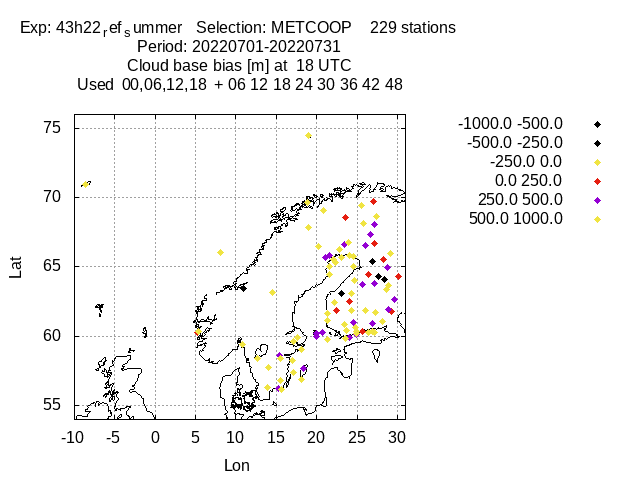 Exp: 43h22ref_summer Selection: METCOOP 229 stations
Period: 20220701-20220731
Cloud base bias [m] at 18 UTC
Used 00,06,12,18 + 06 12 18 24 30 36 42 48
-1000.0 -500.0
-500.0 -250.0
-250.0 0.0
0.0 250.0
250.0 500.0
500.0 1000.0
75
70
65
60
55
Lat
-10 -5 0 5 10 15 20 25 30
Lon